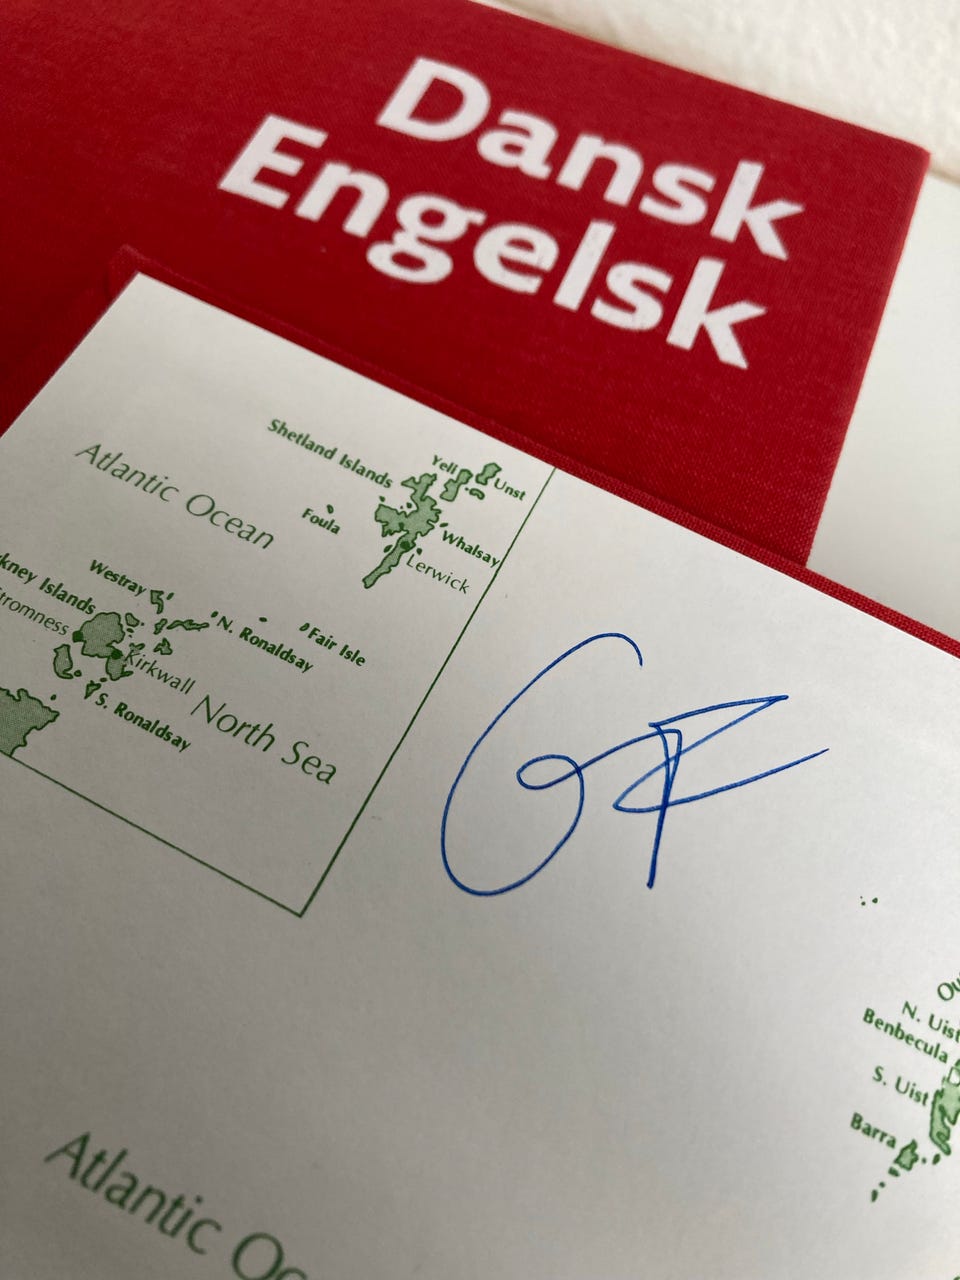 Dansk
Engelsk
Shetland Islands
Yell
Unst
Atlantic Ocean
Foula
Whalsay
Lerwick
Westray
kney Islands
tromness
N. Ronaldsay
Fair Isle
Kirkwall
North Sea
S. Ronaldsay
Ou
N. Uist
Benbecula
S. Uist
Barra
Atlantic Oc